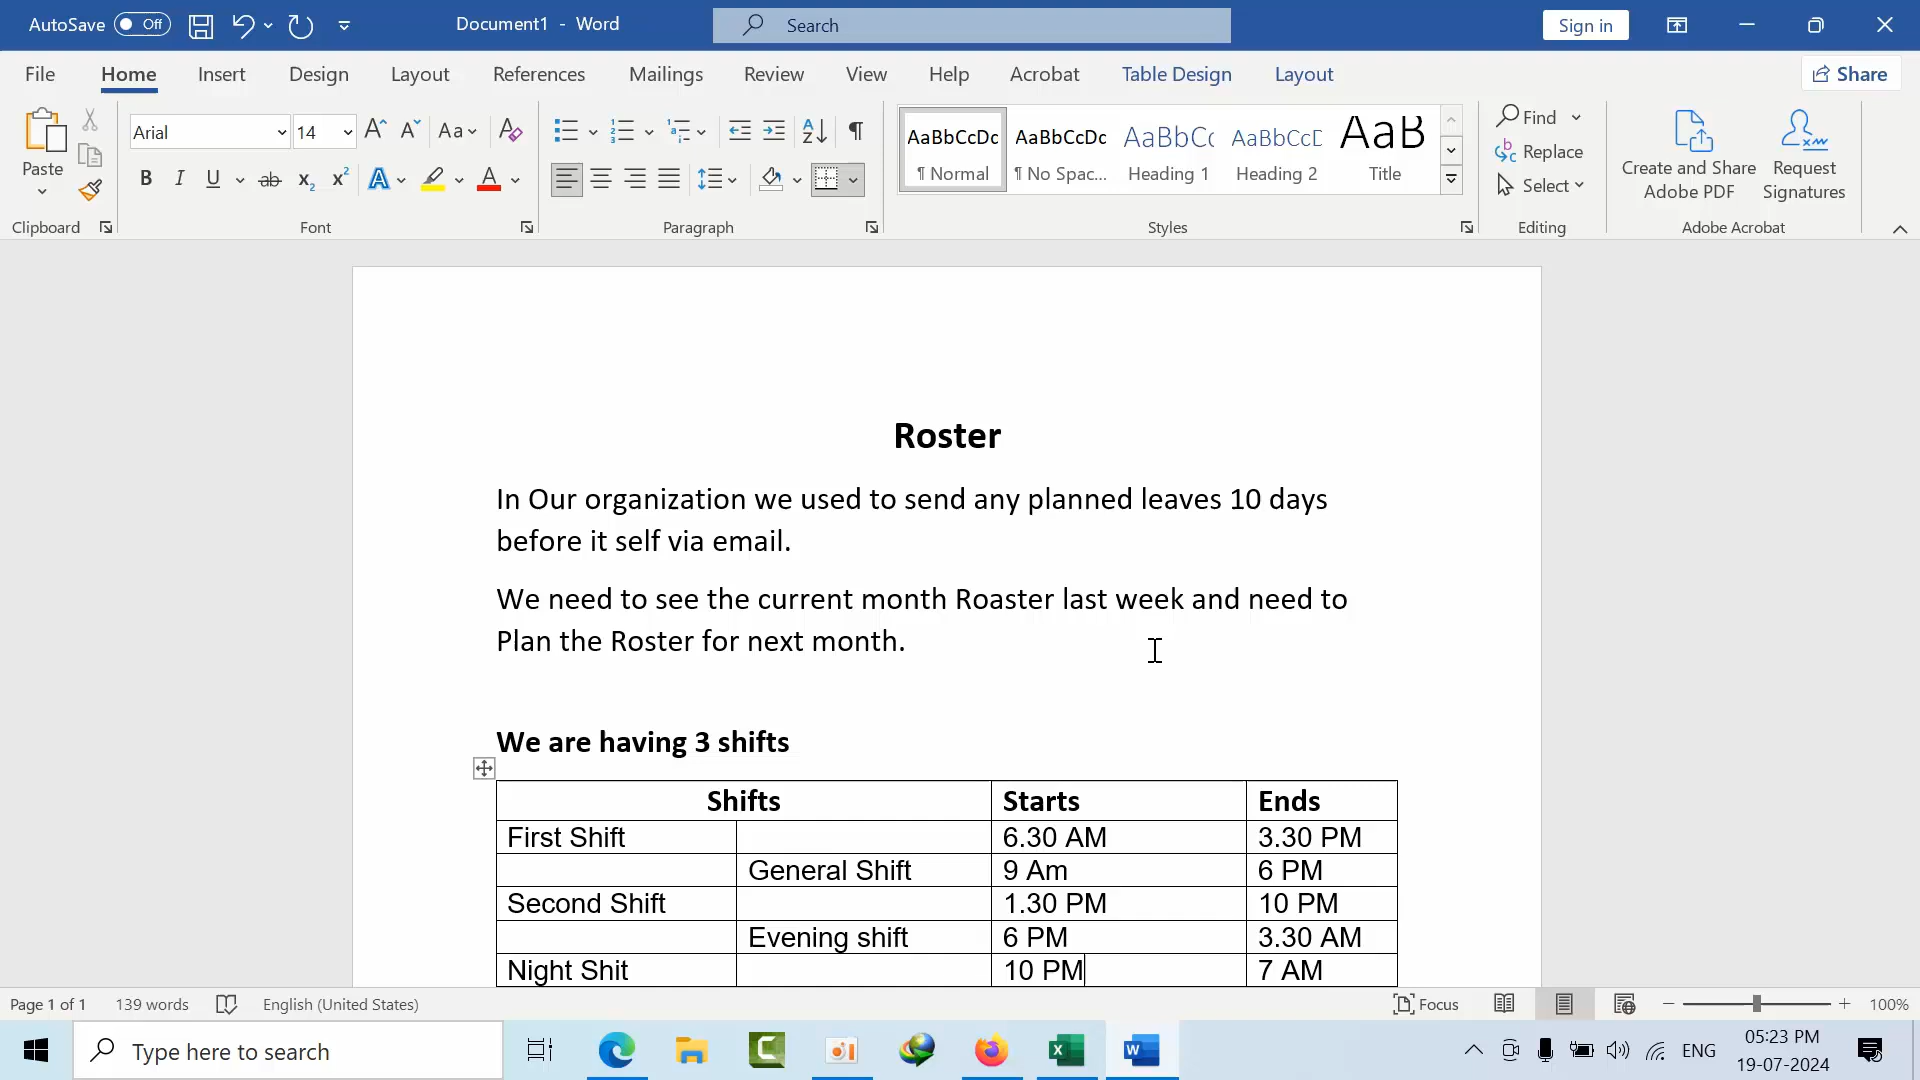 AutoSave Off Document1 - Word Search Sign in
File Home Insert Design Layout References Mailings Review View Help Acrobat Table Design Layout Share
Paste
Clipboard
Arial 14
Aa
B I U ab x2 x2 A A
Font
Paragraph
AaBbCcDc AaBbCcDc AaBbC AaBbCcD AaB
¶ Normal ¶ No Spac... Heading 1 Heading 2 Title
Styles
Find
Replace
Select
Editing
Create and Share Adobe PDF
Request Signatures
Adobe Acrobat
Roster
In Our organization we used to send any planned leaves 10 days
before it self via email.
We need to see the current month Roaster last week and need to
Plan the Roster for next month.
We are having 3 shifts
Shifts Starts Ends
First Shift 6.30 AM 3.30 PM
General Shift 9 Am 6 PM
Second Shift 1.30 PM 10 PM
Evening shift 6 PM 3.30 AM
Night Shit 10 PM 7 AM
Page 1 of 1 139 words English (United States) Focus 100%
Type here to search ENG 05:23 PM
19-07-2024